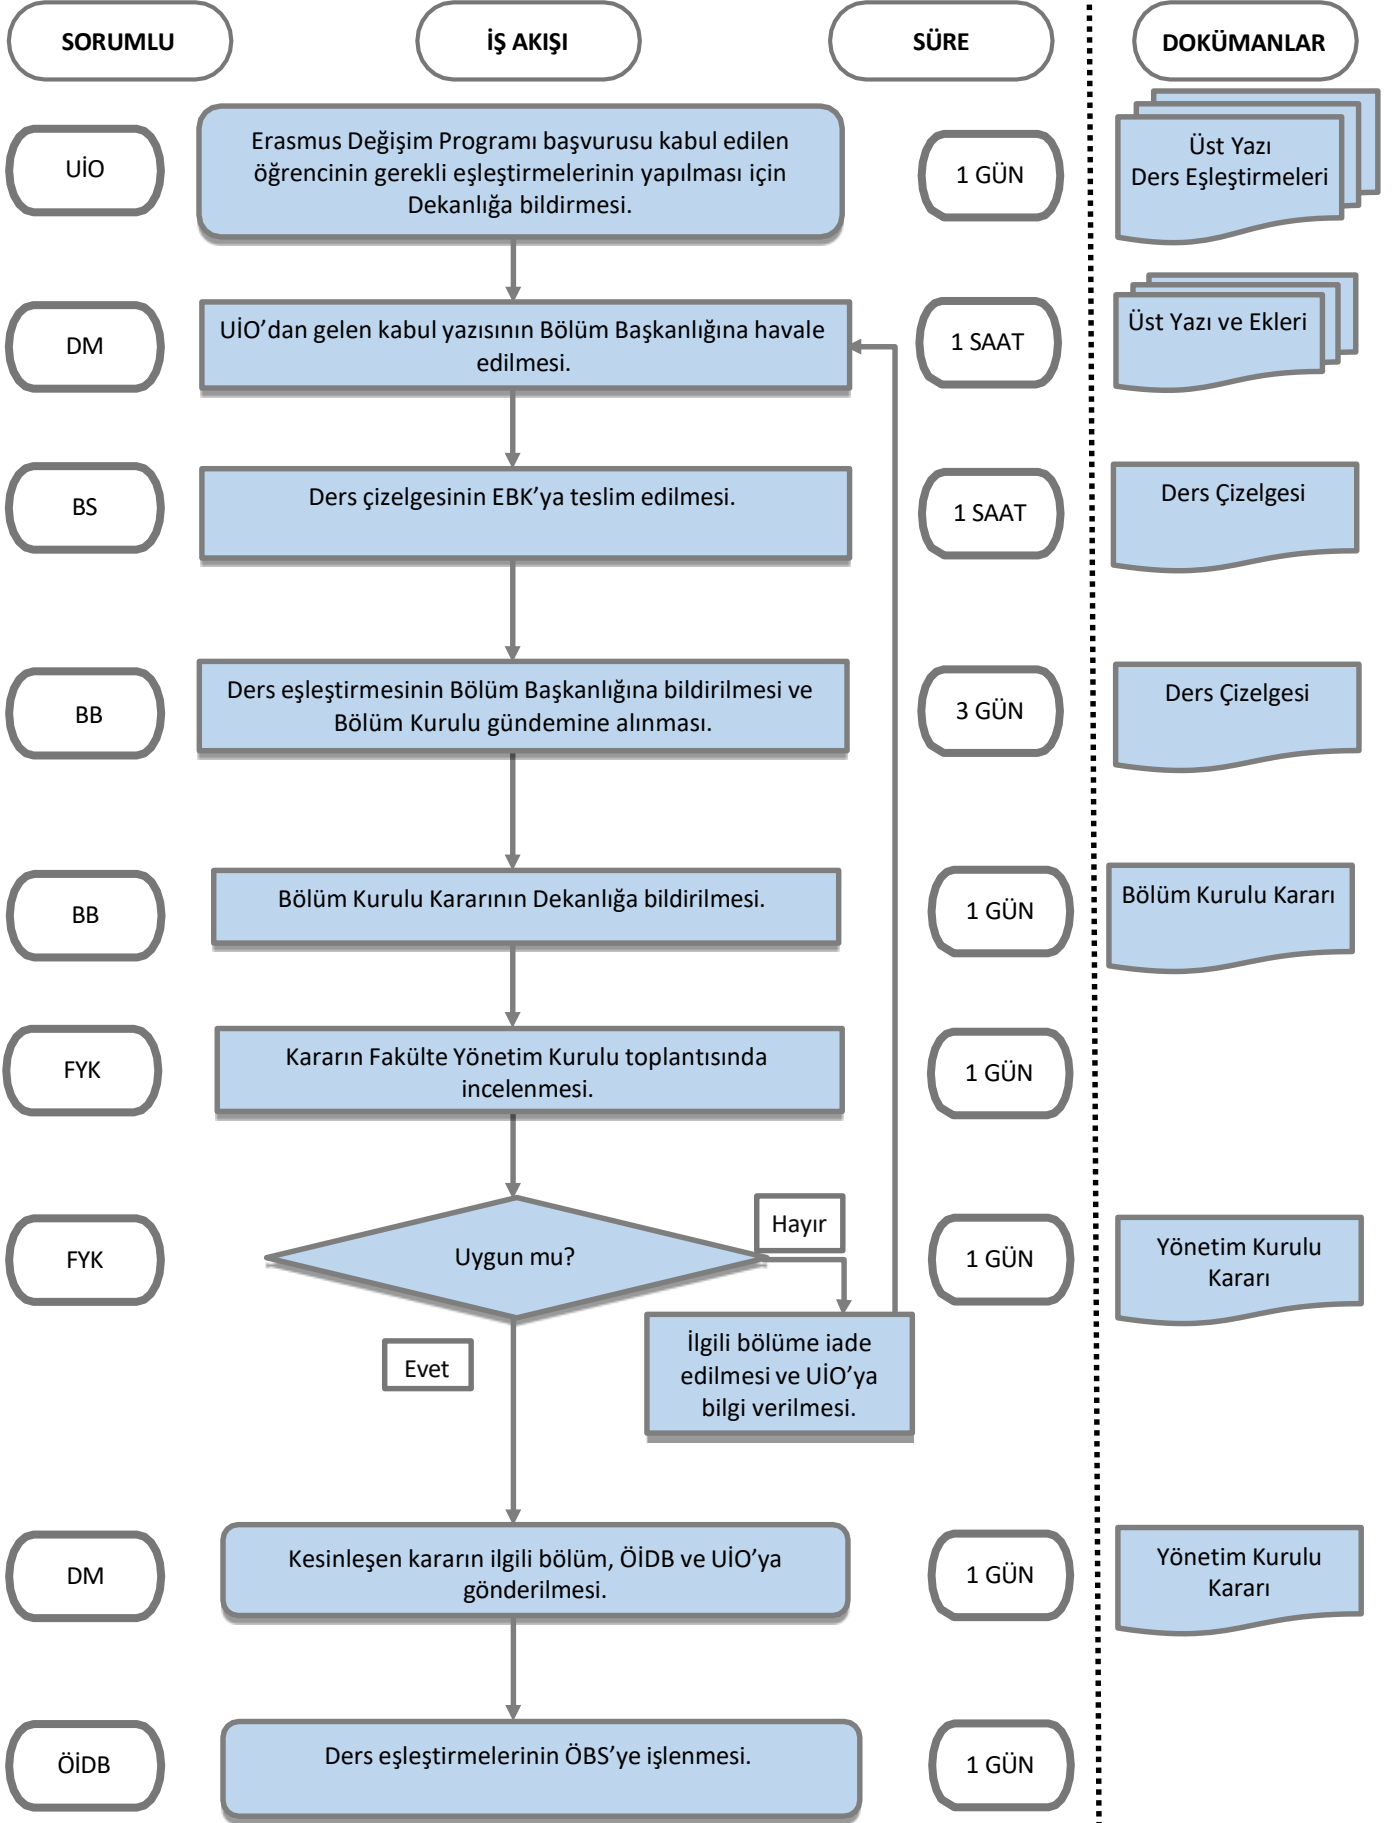 SORUMLU
İŞ AKIŞI
SÜRE
DOKÜMANLAR
UİO
Erasmus Değişim Programı başvurusu kabul edilen
öğrencinin gerekli eşleştirmelerinin yapılması için
Dekanlığa bildirmesi.
1 GÜN
Üst Yazı
Ders Eşleştirmeleri
DM
UİO’dan gelen kabul yazısının Bölüm Başkanlığına havale
edilmesi.
1 SAAT
Üst Yazı ve Ekleri
BS
Ders çizelgesinin EBK’ya teslim edilmesi.
1 SAAT
Ders Çizelgesi
BB
Ders eşleştirmesinin Bölüm Başkanlığına bildirilmesi ve
Bölüm Kurulu gündemine alınması.
3 GÜN
Ders Çizelgesi
BB
Bölüm Kurulu Kararının Dekanlığa bildirilmesi.
1 GÜN
Bölüm Kurulu Kararı
FYK
Kararın Fakülte Yönetim Kurulu toplantısında
incelenmesi.
1 GÜN
FYK
Uygun mu?
Hayır
1 GÜN
Yönetim Kurulu
Kararı
Evet
İlgili bölüme iade
edilmesi ve UİO’ya
bilgi verilmesi.
DM
Kesinleşen kararın ilgili bölüm, ÖİDB ve UİO’ya
gönderilmesi.
1 GÜN
Yönetim Kurulu
Kararı
ÖİDB
Ders eşleştirmelerinin ÖBS’ye işlenmesi.
1 GÜN